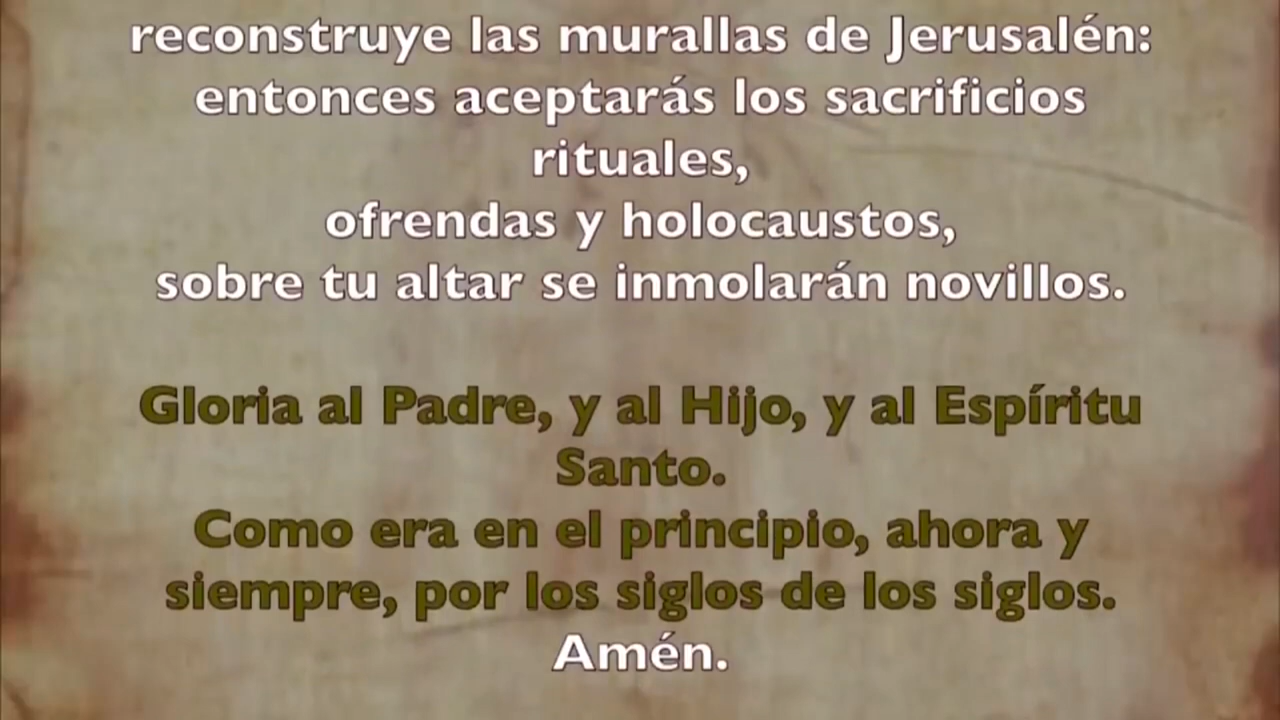 reconstruye las murallas de Jerusalén:
entonces aceptarás los sacrificios
rituales,
ofrendas y holocaustos,
sobre tu altar se inmolarán novillos.
Gloria al Padre, y al Hijo, y al Espíritu
Santo.
Como era en el principio, ahora y
siempre, por los siglos de los siglos.
Amén.